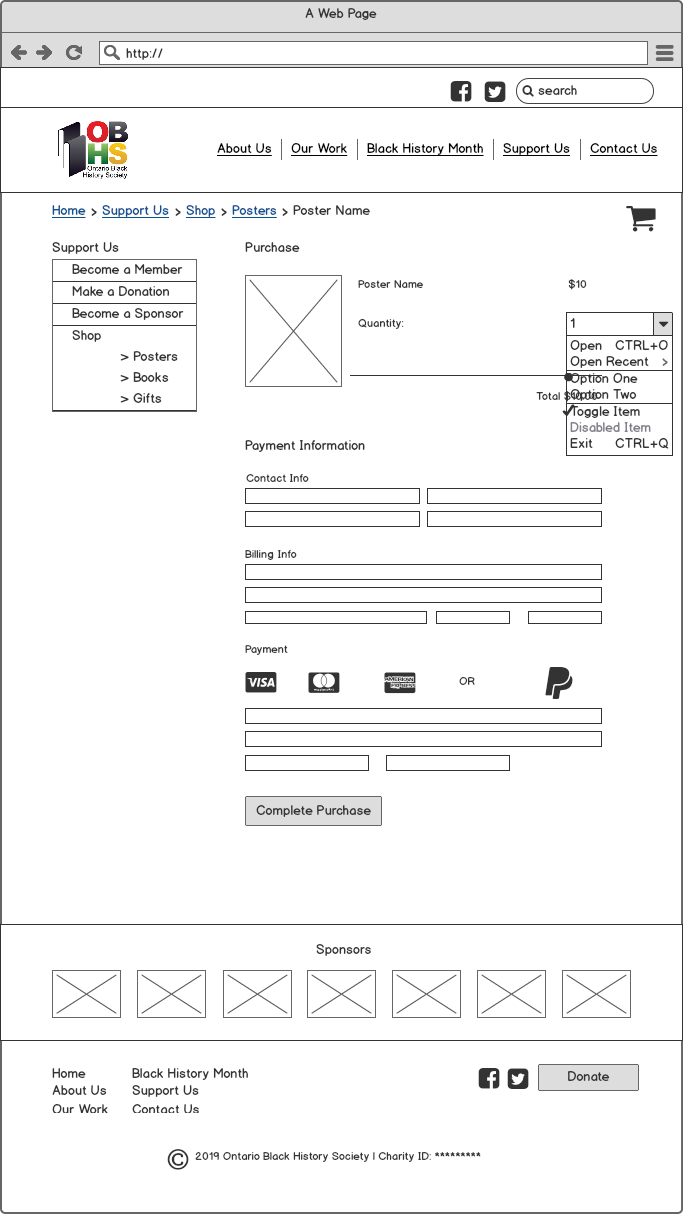 A Web Page
http://
search
OB
HS
Ontario Black
History Society
About Us
Our Work
Black History Month
Support Us
Contact Us
Home > Support Us > Shop > Posters > Poster Name
Support Us
Become a Member
Make a Donation
Become a Sponsor
Shop
> Posters
> Books
> Gifts
Purchase
Poster Name
$10
Quantity:
1
Open CTRL+O
Open Recent >
Option One
Option Two
Toggle Item
Disabled Item
Exit CTRL+Q
Total
Payment Information
Contact Info
Billing Info
Payment
VISA
AMERICAN
EXPRESS
OR
Complete Purchase
Sponsors
Home
About Us
Our Work
Black History Month
Support Us
Contact Us
Donate
© 2019 Ontario Black History Society | Charity ID: *********